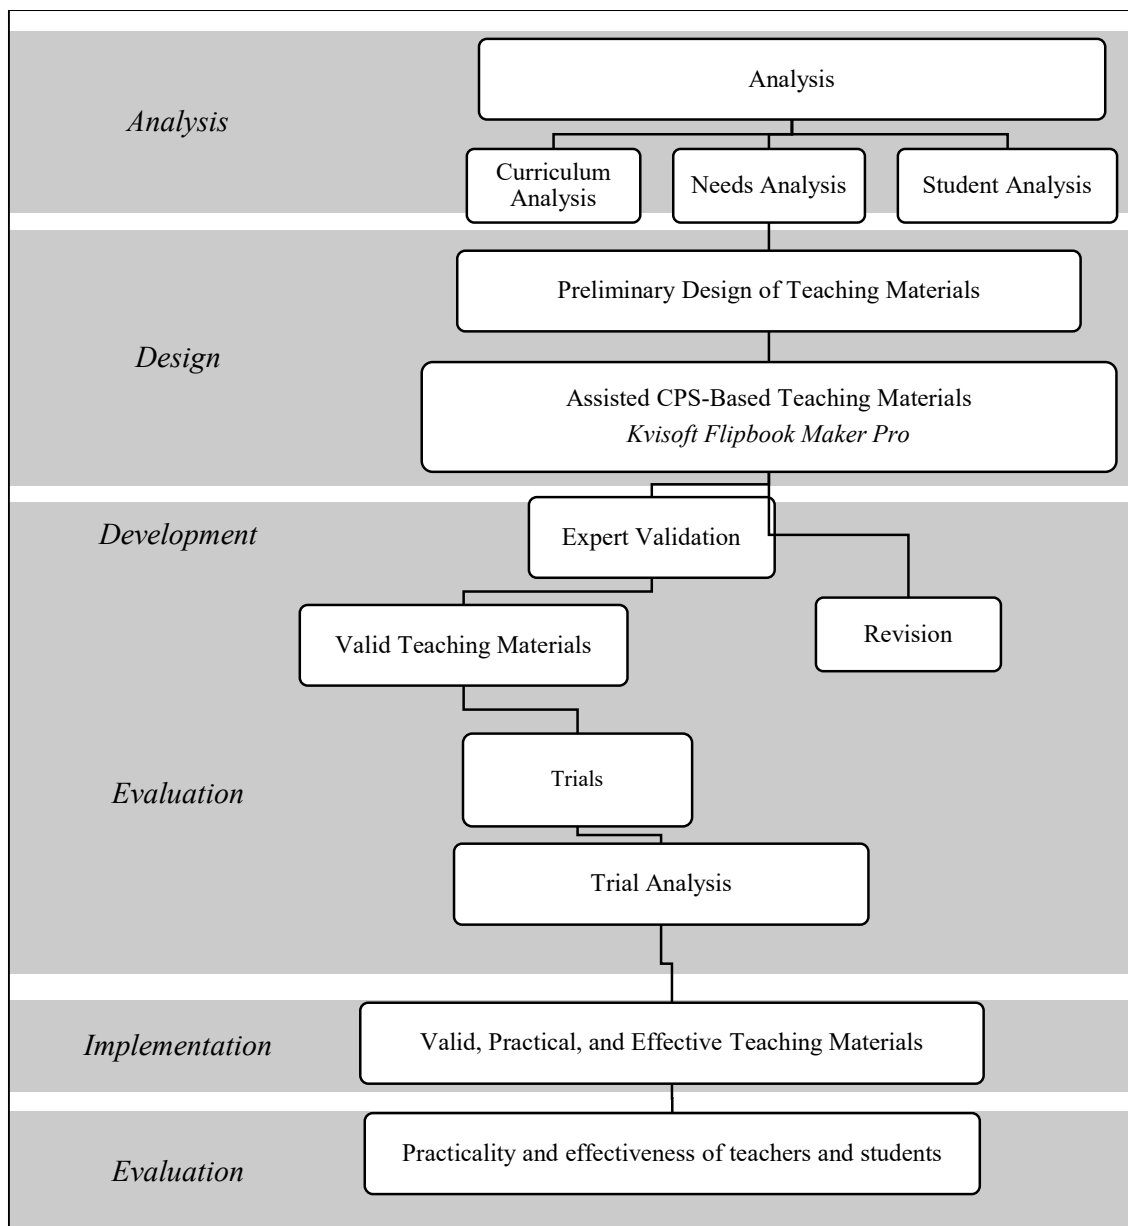 Analysis
Analysis
Curriculum
Analysis
Needs Analysis
Student Analysis
Preliminary Design of Teaching Materials
Design
Assisted CPS-Based Teaching Materials
Kvisoft Flipbook Maker Pro
Development
Expert Validation
Valid Teaching Materials
Revision
Trials
Evaluation
Trial Analysis
Implementation
Valid, Practical, and Effective Teaching Materials
Evaluation
Practicality and effectiveness of teachers and students